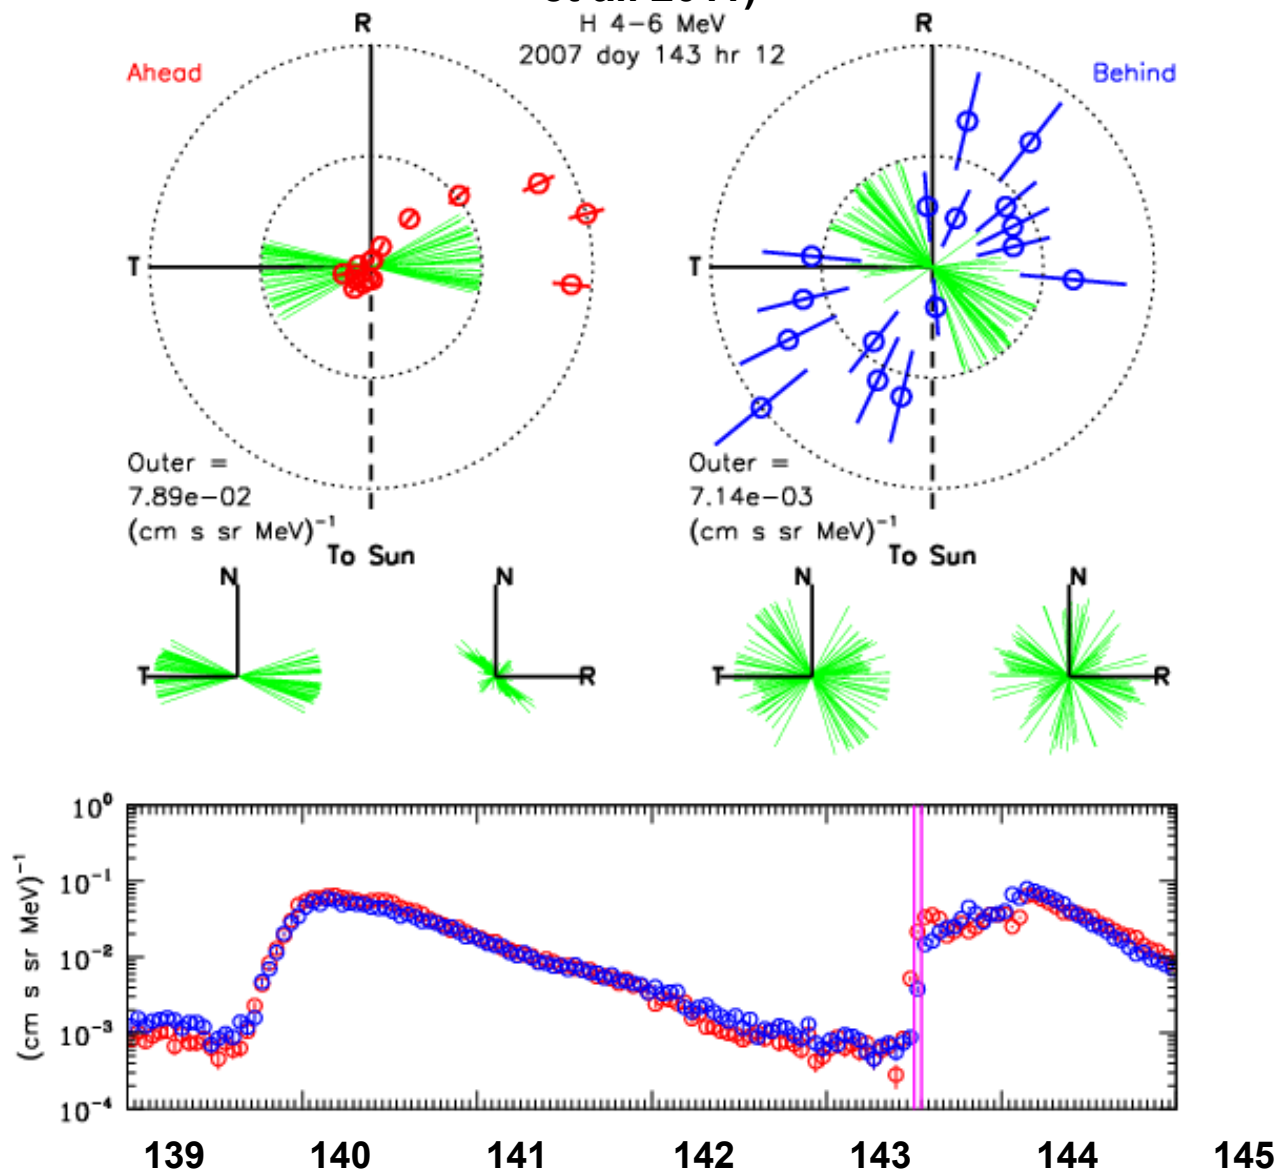 R
H 4-6 MeV
R
2007 day 143 hr 12
Ahead
Behind
T
T
Outer =
7.89e-02
(cm s sr MeV)⁻¹
Outer =
7.14e-03
(cm s sr MeV)⁻¹
To Sun
To Sun
N
N
N
N
T
R
T
R
(cm s sr MeV)⁻¹
10⁰
10⁻¹
10⁻²
10⁻³
10⁻⁴
139 140 141 142 143 144 145